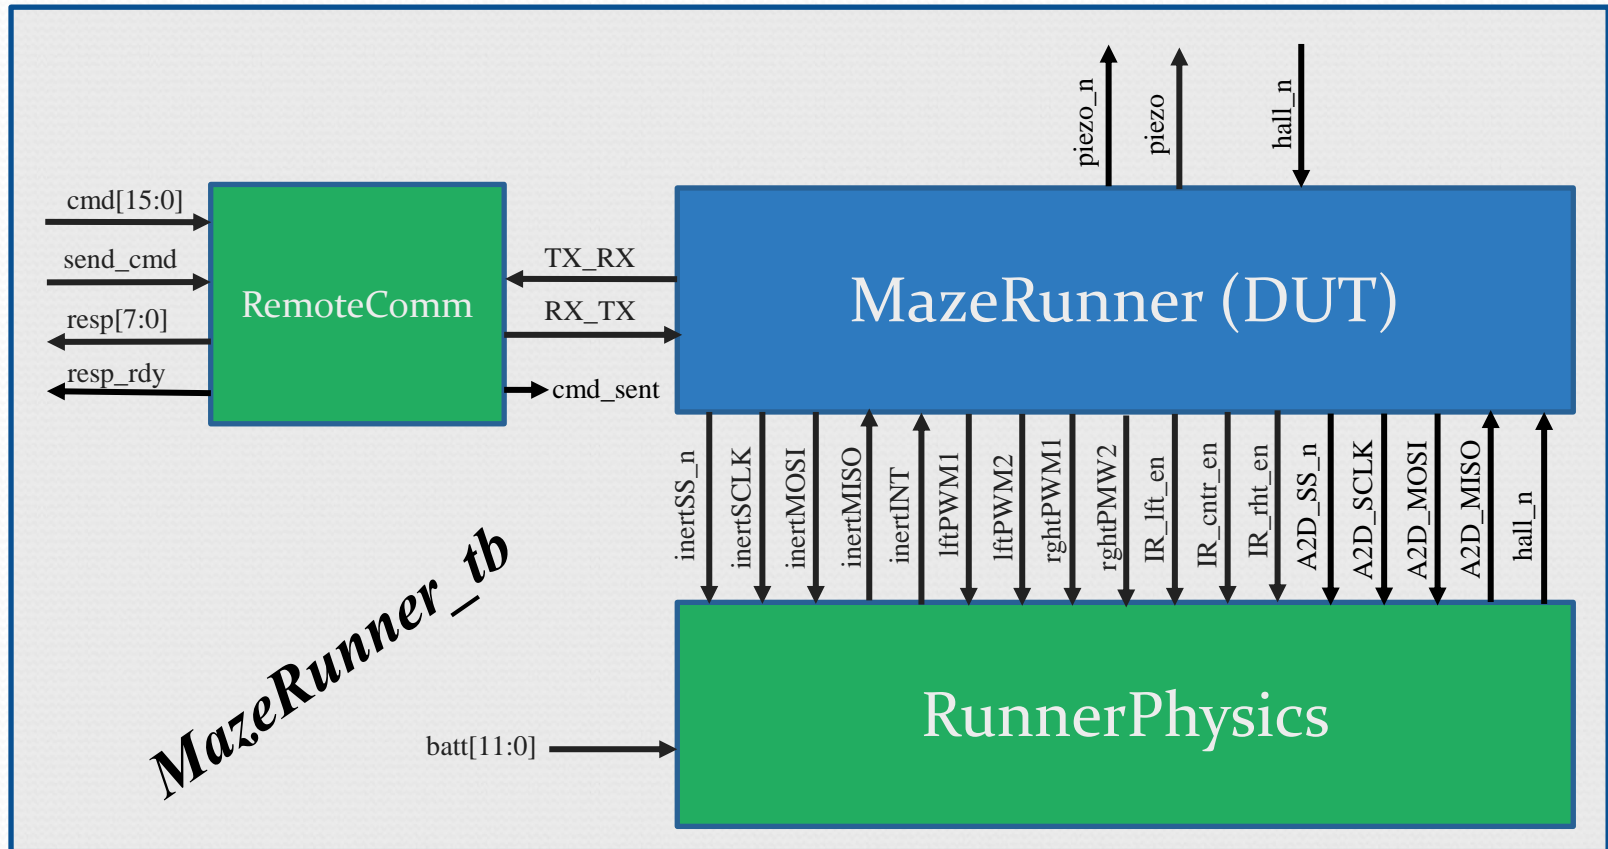 piezo_n
piezo
hall_n
cmd[15:0]
send_cmd
resp[7:0]
resp_rdy
RemoteComm
TX_RX
RX_TX
cmd_sent
MazeRunner (DUT)
inertSS_n
inertSCLK
inertMOSI
inertMISO
inertINT
lftPWM1
lftPWM2
rghtPWM1
rghtPMW2
IR_lft_en
IR_cntr_en
IR_rht_en
A2D_SS_n
A2D_SCLK
A2D_MOSI
A2D_MISO
hall_n
MazeRunner_tb
batt[11:0]
RunnerPhysics